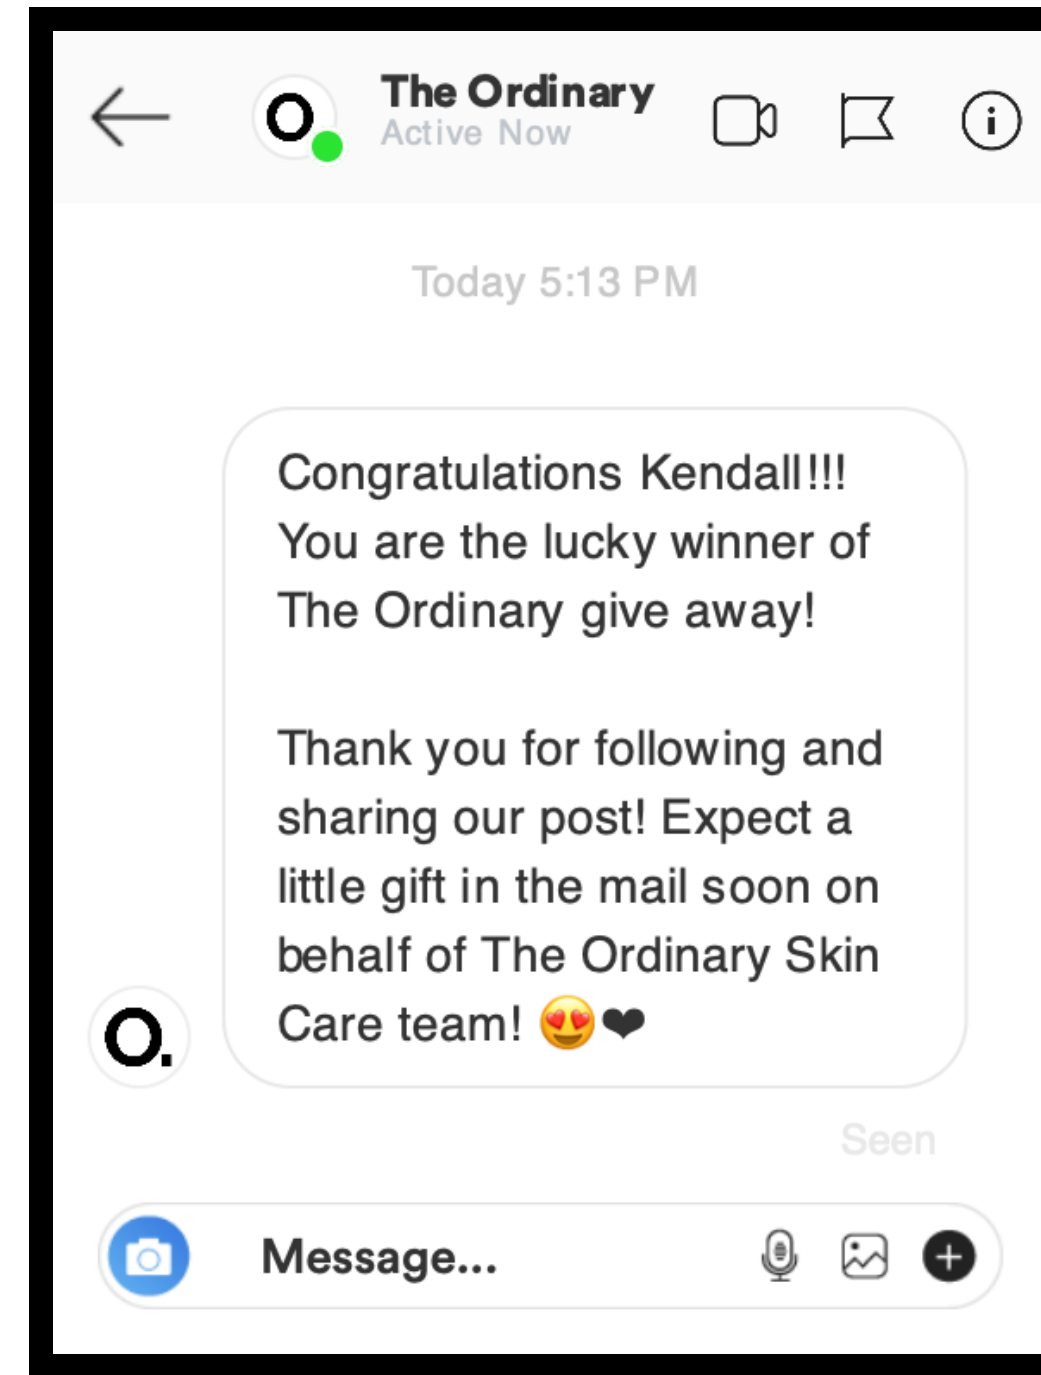 The Ordinary
Active Now
O.
Today 5:13 PM
Congratulations Kendall!!!
You are the lucky winner of
The Ordinary give away!
Thank you for following and
sharing our post! Expect a
little gift in the mail soon on
behalf of The Ordinary Skin
Care team! 😍❤
O.
Seen
Message...